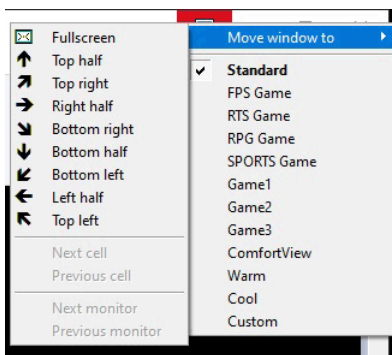 Fullscreen
Top half
Top right
Right half
Bottom right
Bottom half
Bottom left
Left half
Top left
Next cell
Previous cell
Next monitor
Previous monitor
Move window to
Standard
FPS Game
RTS Game
RPG Game
SPORTS Game
Game1
Game2
Game3
ComfortView
Warm
Cool
Custom